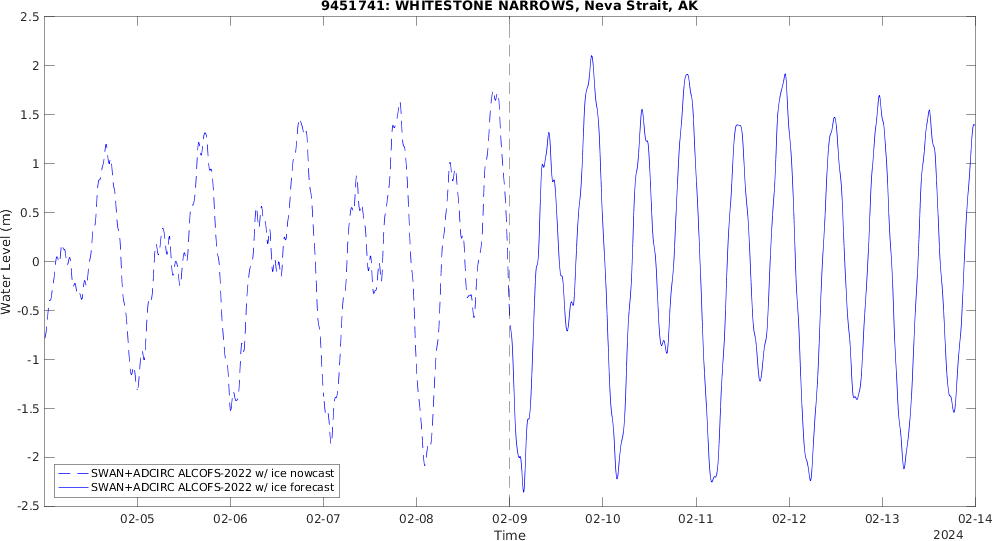 9451741: WHITESTONE NARROWS, Neva Strait, AK
2.5
2
1.5
1
0.5
0
-0.5
-1
-1.5
-2
-2.5
Water Level (m)
SWAN+ADCIRC ALCOFS-2022 w/ ice nowcast
SWAN+ADCIRC ALCOFS-2022 w/ ice forecast
02-05 02-06 02-07 02-08 02-09 02-10 02-11 02-12 02-13 02-14
Time
2024